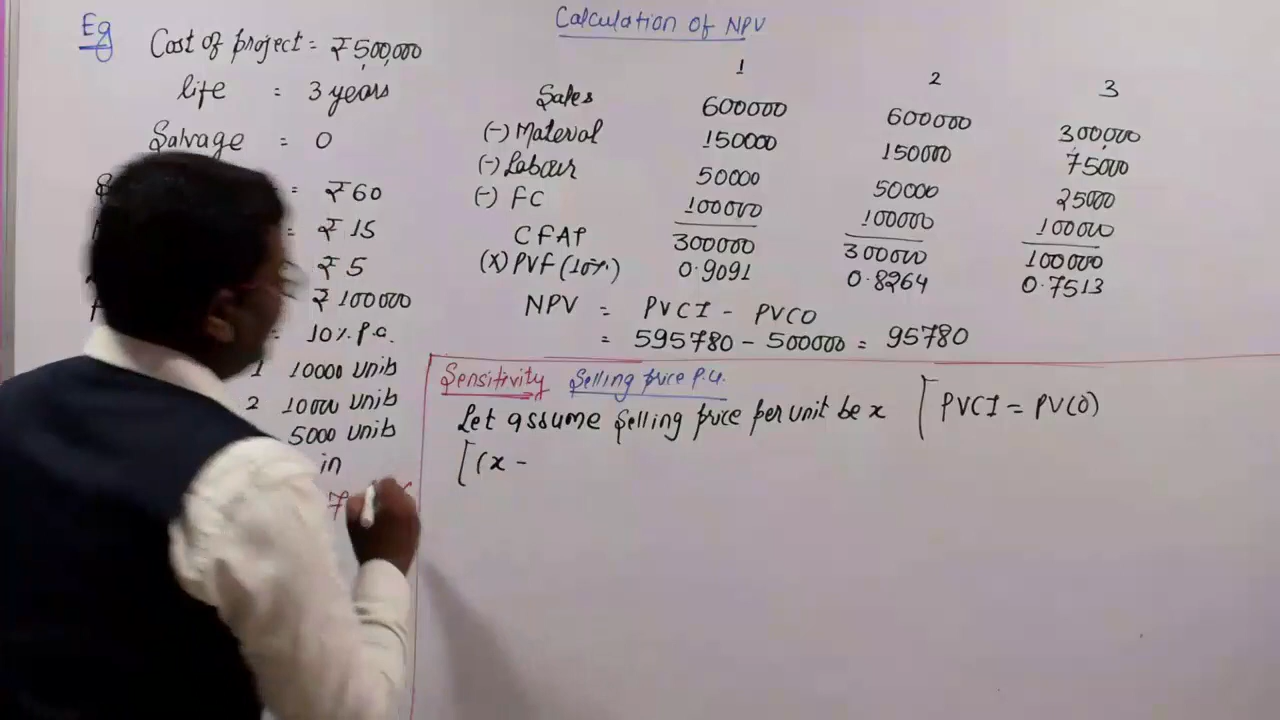 Eg
Calculation of NPV
Cost of project = ₹ 500,000
life = 3 years
Salvage = 0
= ₹ 60
= ₹ 15
₹ 5
₹ 100000
10% p.a.
1 10000 units
2 10000 units
5000 units
in
7
1 2 3
Sales 600000 600000 300,000
(-) Material 150000 150000 75000
(-) Labour 50000 50000 25000
(-) FC 100000 100000 100000
CFAT 300000 300000 100000
(x) PVF (10%) 0.9091 0.8264 0.7513
NPV = PVCI - PVCO
= 595780 - 500000 = 95780
Sensitivity Selling price P.U.
Let assume selling price per unit be x [ PVCI = PVCO
[(x -